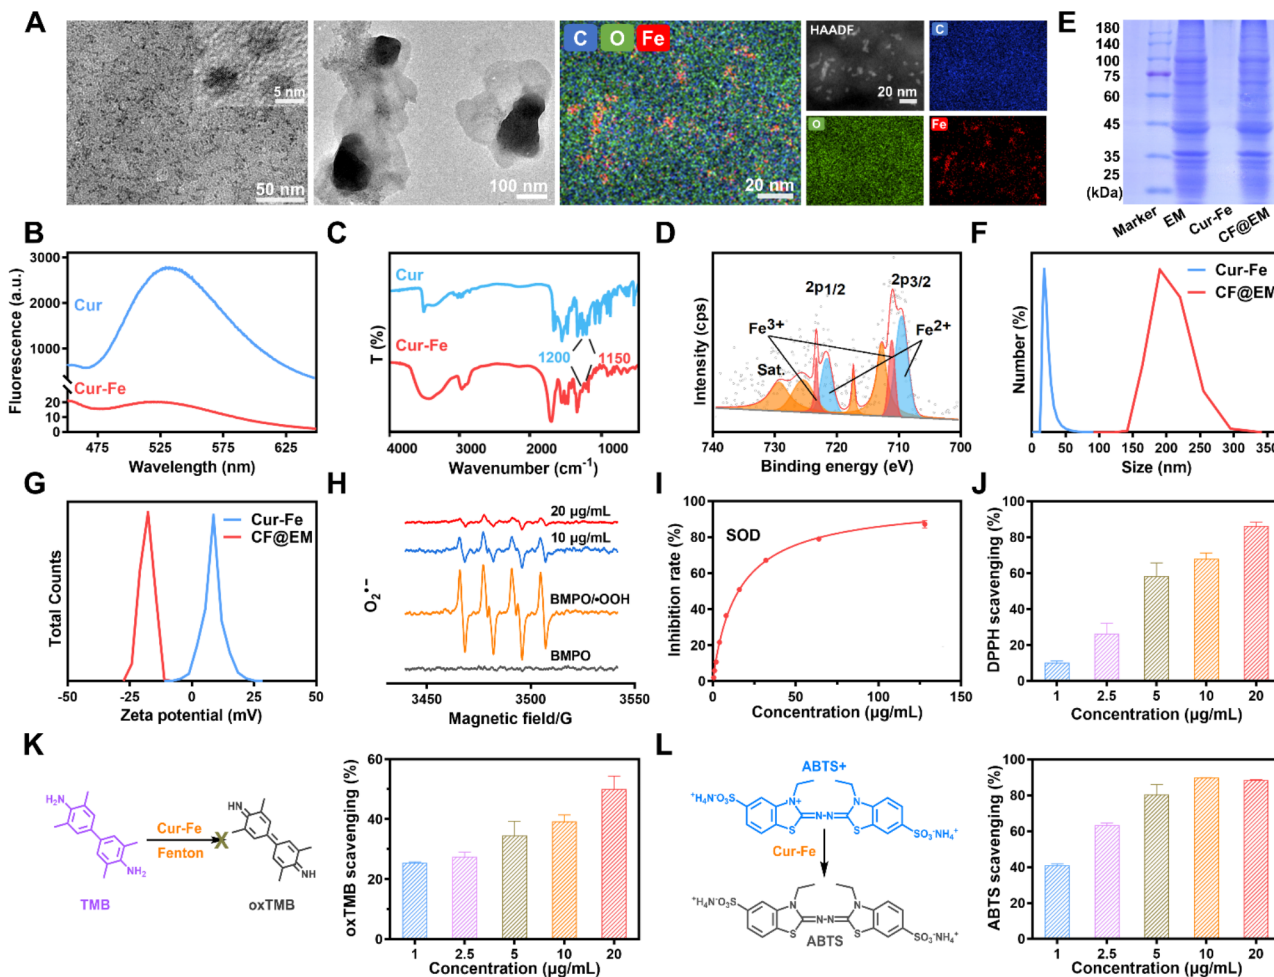 A
5 nm
50 nm
100 nm
C O Fe
20 nm
HAADF
20 nm
C
O
Fe
E
180
140
100
75
60
45
35
25
(kDa)
Marker
EM
Cur-Fe
CF@EM
B
Fluorescence (a.u.)
3000
2000
1000
20
10
0
Cur
Cur-Fe
475 525 575 625
Wavelength (nm)
C
T (%)
Cur
Cur-Fe
1200
1150
4000 3000 2000 1000
Wavenumber (cm-1)
D
Intensity (cps)
2p1/2
2p3/2
Fe3+
Fe2+
Sat.
740 730 720 710 700
Binding energy (eV)
F
Number (%)
Cur-Fe
CF@EM
0 50 100 150 200 250 300 350
Size (nm)
G
Total Counts
Cur-Fe
CF@EM
-50 -25 0 25 50
Zeta potential (mV)
H
O2•−
20 µg/mL
10 µg/mL
BMPO/•OOH
BMPO
3450 3500 3550
Magnetic field/G
I
Inhibition rate (%)
100
80
60
40
20
0
SOD
0 50 100 150
Concentration (µg/mL)
J
DPPH scavenging (%)
100
80
60
40
20
0
1 2.5 5 10 20
Concentration (µg/mL)
K
H2N
NH2
TMB
Cur-Fe
Fenton
X
HN
NH
oxTMB
oxTMB scavenging (%)
60
40
20
0
1 2.5 5 10 20
Concentration (µg/mL)
L
ABTS+
+H4N-O3S
N+
S
N-N
N
S
SO3-NH4+
Cur-Fe
+H4N-O3S
N
S
N-N
N
S
SO3-NH4+
ABTS
ABTS scavenging (%)
100
80
60
40
20
0
1 2.5 5 10 20
Concentration (µg/mL)